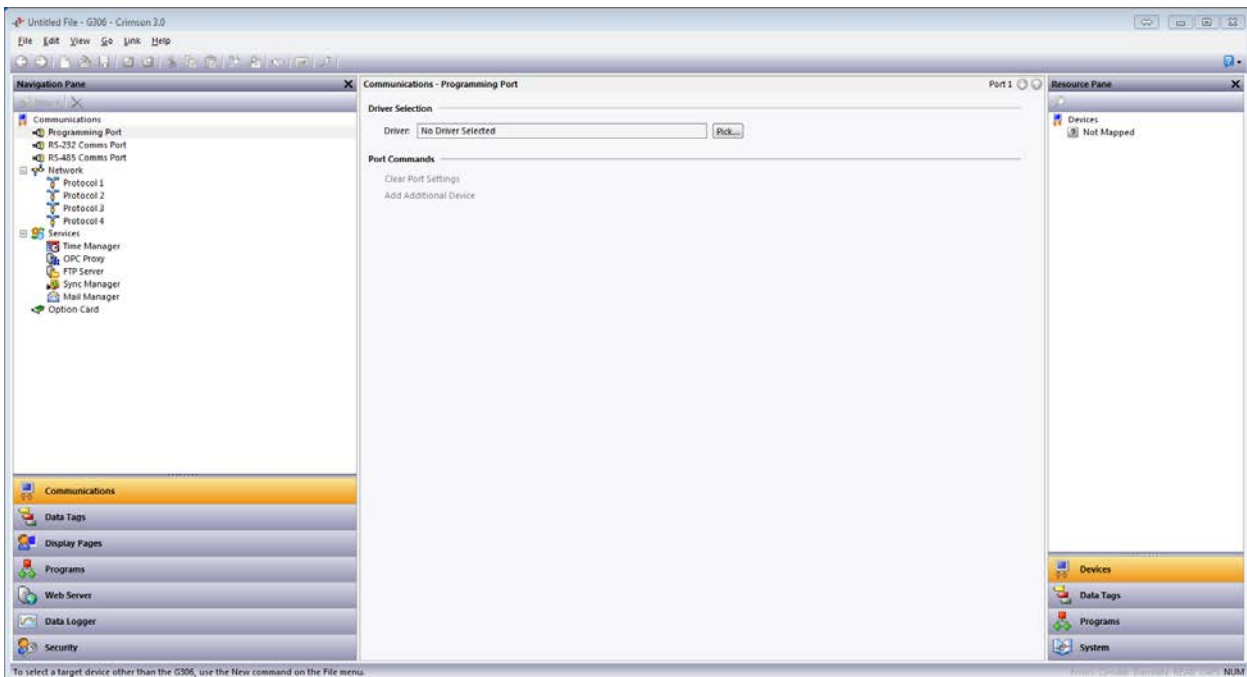 Untitled File - G306 - Crimson 3.0
File Edit View Go Link Help
Navigation Pane
Communications - Programming Port
Port 1
Resource Pane
Driver Selection
Communications
Devices
Programming Port
Driver: No Driver Selected
Pick...
Not Mapped
RS-232 Comms Port
RS-485 Comms Port
Port Commands
Network
Protocol 1
Clear Port Settings
Protocol 2
Add Additional Device
Protocol 3
Protocol 4
Services
Time Manager
OPC Proxy
FTP Server
Sync Manager
Mail Manager
Option Card
Communications
Data Tags
Display Pages
Programs
Web Server
Data Logger
Security
Devices
Data Tags
Programs
System
To select a target device other than the G306, use the New command on the File menu.
NUM